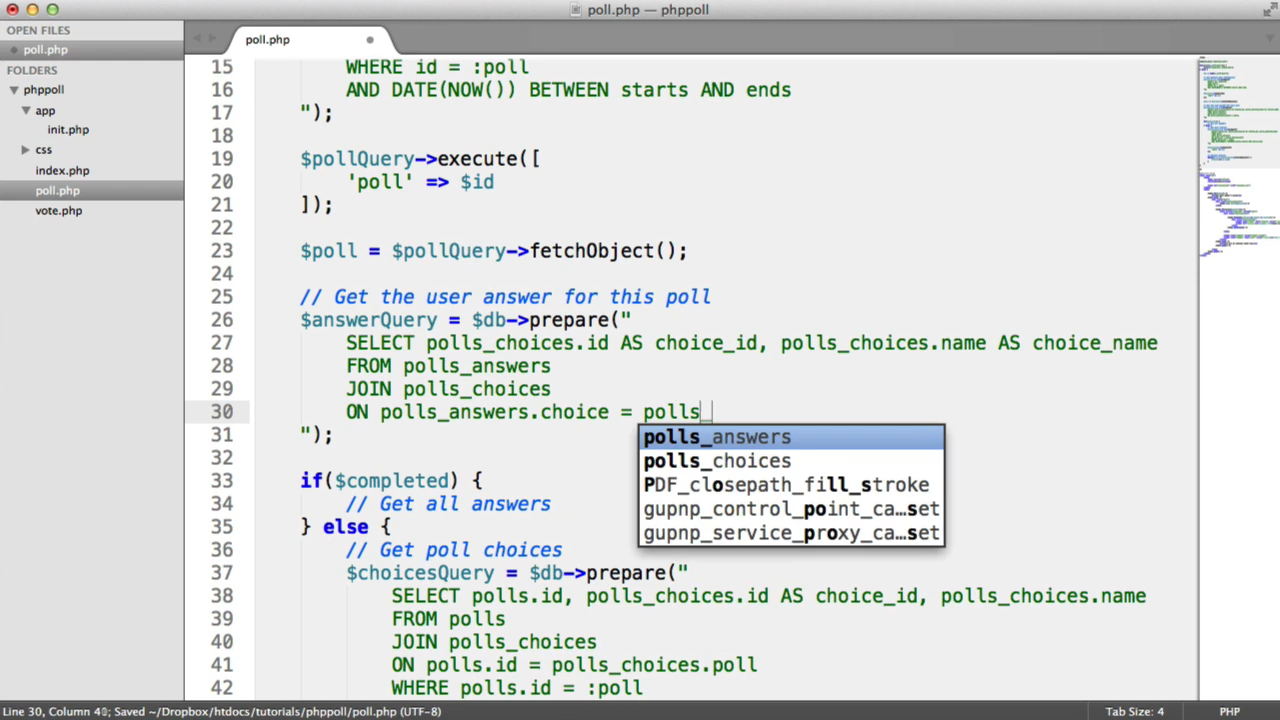 poll.php — phppoll
OPEN FILES
poll.php
FOLDERS
phppoll
app
init.php
css
index.php
poll.php
vote.php
poll.php
15 WHERE id = :poll
16 AND DATE(NOW()) BETWEEN starts AND ends
17 ");
18
19 $pollQuery->execute([
20 'poll' => $id
21 ]);
22
23 $poll = $pollQuery->fetchObject();
24
25 // Get the user answer for this poll
26 $answerQuery = $db->prepare("
27 SELECT polls_choices.id AS choice_id, polls_choices.name AS choice_name
28 FROM polls_answers
29 JOIN polls_choices
30 ON polls_answers.choice = polls_
polls_answers
polls_choices
PDF_closepath_fill_stroke
gupnp_control_point_ca…set
gupnp_service_proxy_ca…set
31 ");
32
33 if($completed) {
34 // Get all answers
35 } else {
36 // Get poll choices
37 $choicesQuery = $db->prepare("
38 SELECT polls.id, polls_choices.id AS choice_id, polls_choices.name
39 FROM polls
40 JOIN polls_choices
41 ON polls.id = polls_choices.poll
42 WHERE polls.id = :poll
Line 30, Column; Saved ~/Dropbox/htdocs/tutorials/phppoll/poll.php (UTF-8)
Tab Size: 4
PHP